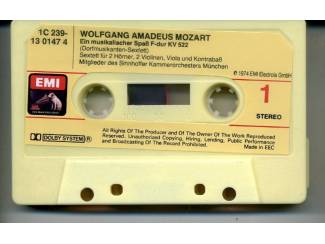 1C 239-
13 0147 4
WOLFGANG AMADEUS MOZART
Ein musikalischer Spaß F-dur KV 522
(Dorfmusikanten-Sextett)
Sextett für 2 Hörner, 2 Violinen, Viola und Kontrabaß
Mitglieder des Sinnhoffer Kammerorchesters München
℗ 1974 EMI Electrola GmbH
EMI
1
STEREO
DOLBY SYSTEM
All Rights Of The Producer and Of The Owner Of The Work Reproduced
Reserved. Unauthorized Copying, Hiring, Lending, Public Performance
and Broadcasting Of The Record Prohibited.
Made in EEC